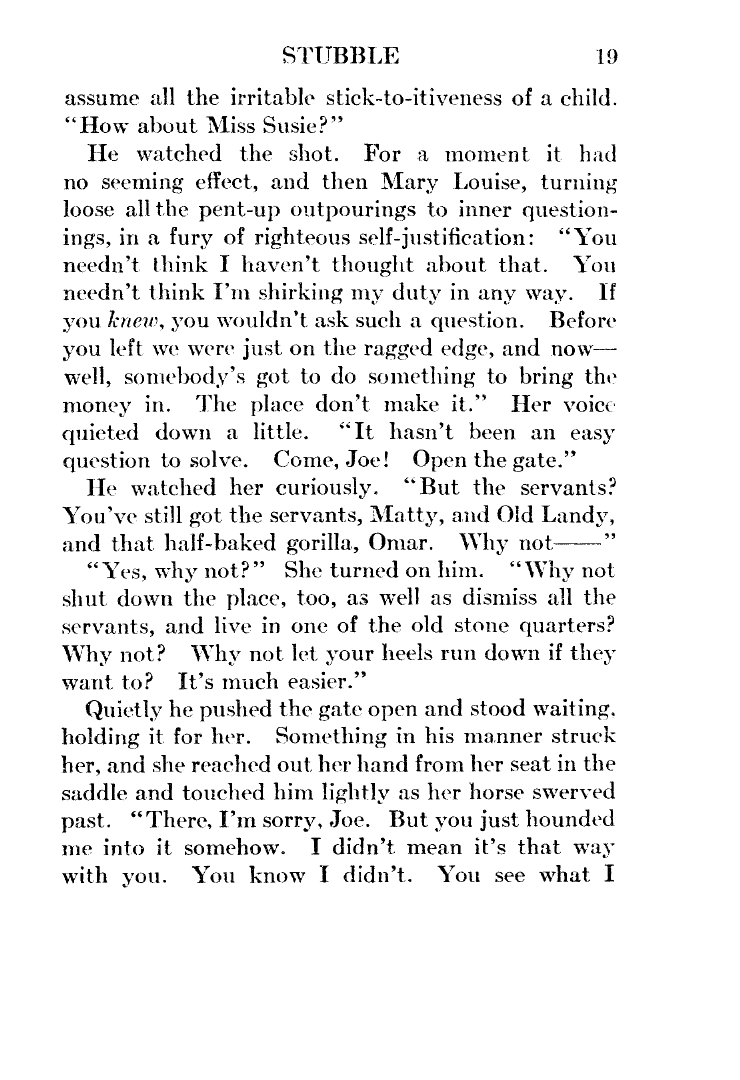 STUBBLE 19
assume all the irritable stick-to-itiveness of a child.
“How about Miss Susie?”
He watched the shot. For a moment it had
no seeming effect, and then Mary Louise, turning
loose all the pent-up outpourings to inner question-
ings, in a fury of righteous self-justification: “You
needn't think I haven't thought about that. You
needn't think I'm shirking my duty in any way. If
you knew, you wouldn't ask such a question. Before
you left we were just on the ragged edge, and now—
well, somebody's got to do something to bring the
money in. The place don't make it.” Her voice
quieted down a little. “It hasn't been an easy
question to solve. Come, Joe! Open the gate.”
He watched her curiously. “But the servants?
You've still got the servants, Matty, and Old Landy,
and that half-baked gorilla, Omar. Why not——”
“Yes, why not?” She turned on him. “Why not
shut down the place, too, as well as dismiss all the
servants, and live in one of the old stone quarters?
Why not? Why not let your heels run down if they
want to? It's much easier.”
Quietly he pushed the gate open and stood waiting,
holding it for her. Something in his manner struck
her, and she reached out her hand from her seat in the
saddle and touched him lightly as her horse swerved
past. “There, I'm sorry, Joe. But you just hounded
me into it somehow. I didn't mean it's that way
with you. You know I didn't. You see what I